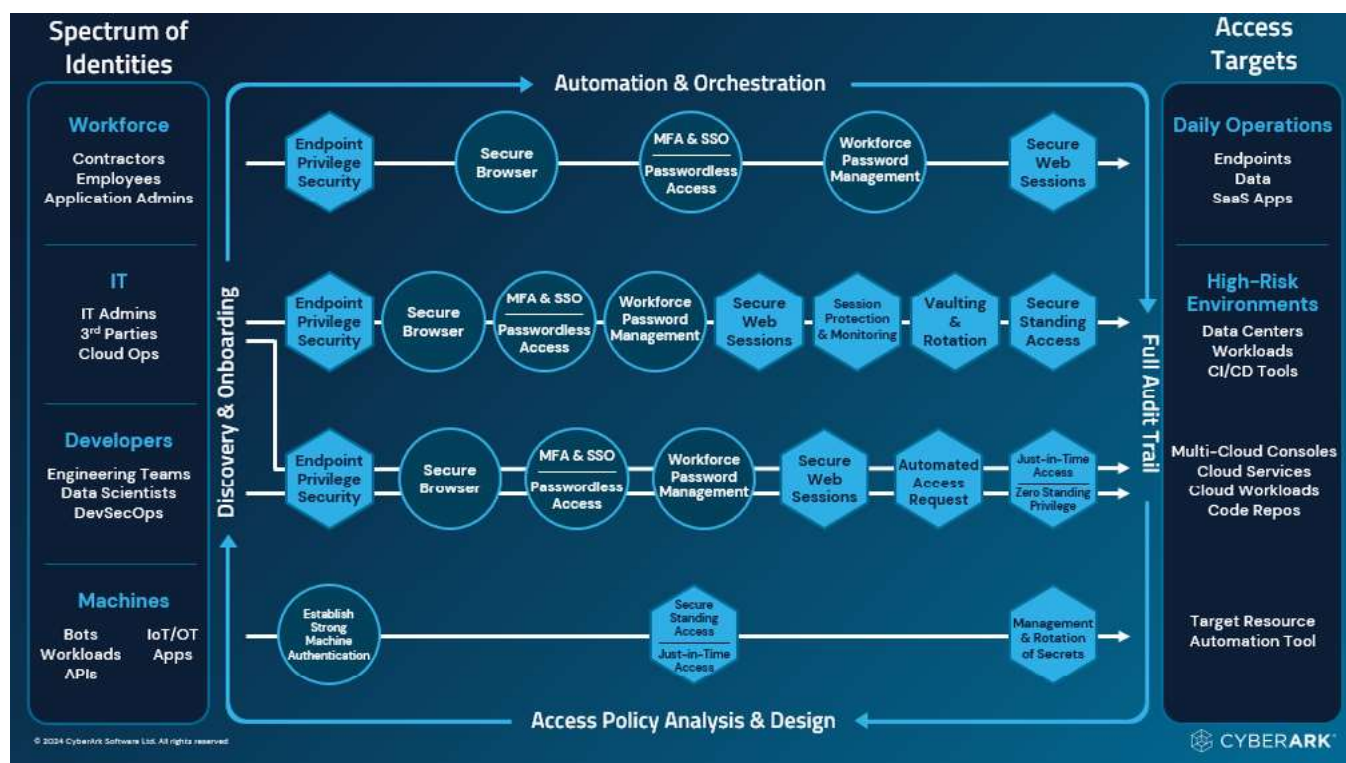 Spectrum of
Identities
Access
Targets
Automation & Orchestration
Workforce
Contractors
Employees
Application Admins
Endpoint
Privilege
Security
Secure
Browser
MFA & SSO
Passwordless
Access
Workforce
Password
Management
Secure
Web
Sessions
Daily Operations
Endpoints
Data
SaaS Apps
IT
IT Admins
3rd Parties
Cloud Ops
Discovery & Onboarding
Endpoint
Privilege
Security
Secure
Browser
MFA & SSO
Passwordless
Access
Workforce
Password
Management
Secure
Web
Sessions
Session
Protection
& Monitoring
Vaulting
&
Rotation
Secure
Standing
Access
Full Audit Trail
High-Risk
Environments
Data Centers
Workloads
CI/CD Tools
Developers
Engineering Teams
Data Scientists
DevSecOps
Endpoint
Privilege
Security
Secure
Browser
MFA & SSO
Passwordless
Access
Workforce
Password
Management
Secure
Web
Sessions
Automated
Access
Request
Just-in-Time
Access
Zero Standing
Privilege
Multi-Cloud Consoles
Cloud Services
Cloud Workloads
Code Repos
Machines
Bots IoT/OT
Workloads Apps
APIs
Establish
Strong
Machine
Authentication
Secure
Standing
Access
Just-in-Time
Access
Management
& Rotation
of Secrets
Target Resource
Automation Tool
Access Policy Analysis & Design
© 2024 CyberArk Software Ltd. All rights reserved
CYBERARK